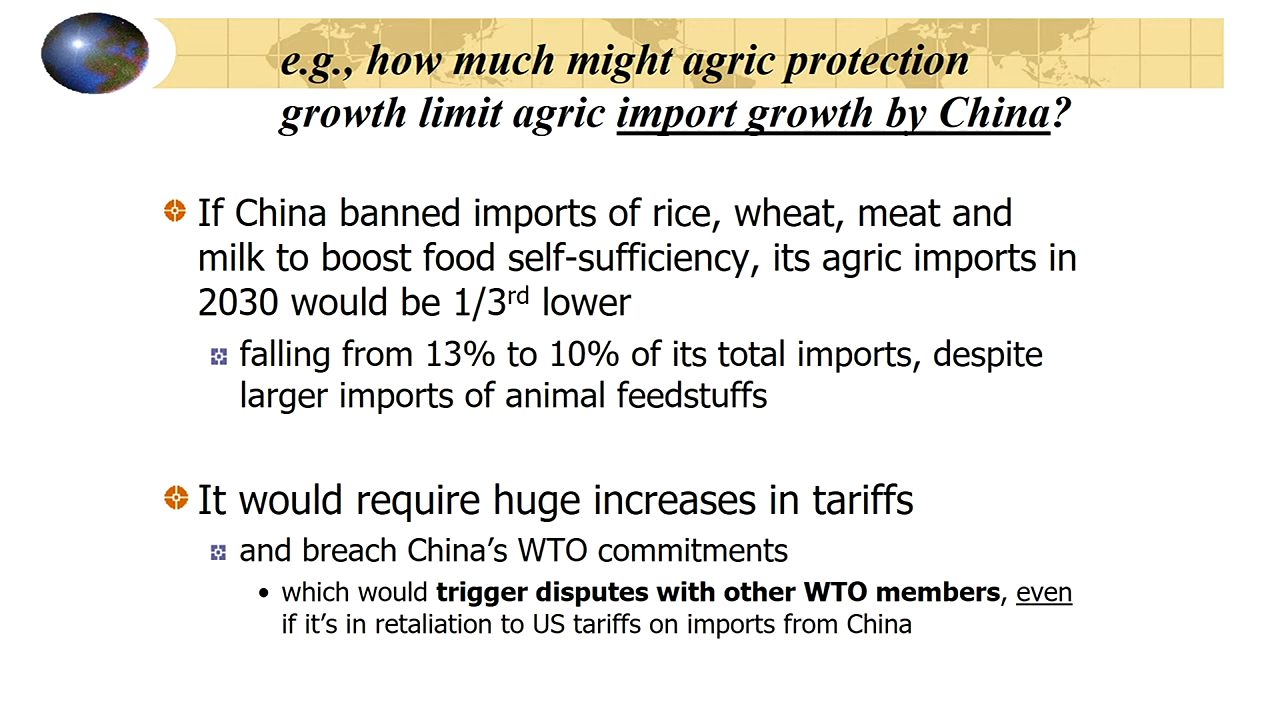 e.g., how much might agric protection
growth limit agric import growth by China?
If China banned imports of rice, wheat, meat and
milk to boost food self-sufficiency, its agric imports in
2030 would be 1/3rd lower
falling from 13% to 10% of its total imports, despite
larger imports of animal feedstuffs
It would require huge increases in tariffs
and breach China’s WTO commitments
• which would trigger disputes with other WTO members, even
if it’s in retaliation to US tariffs on imports from China